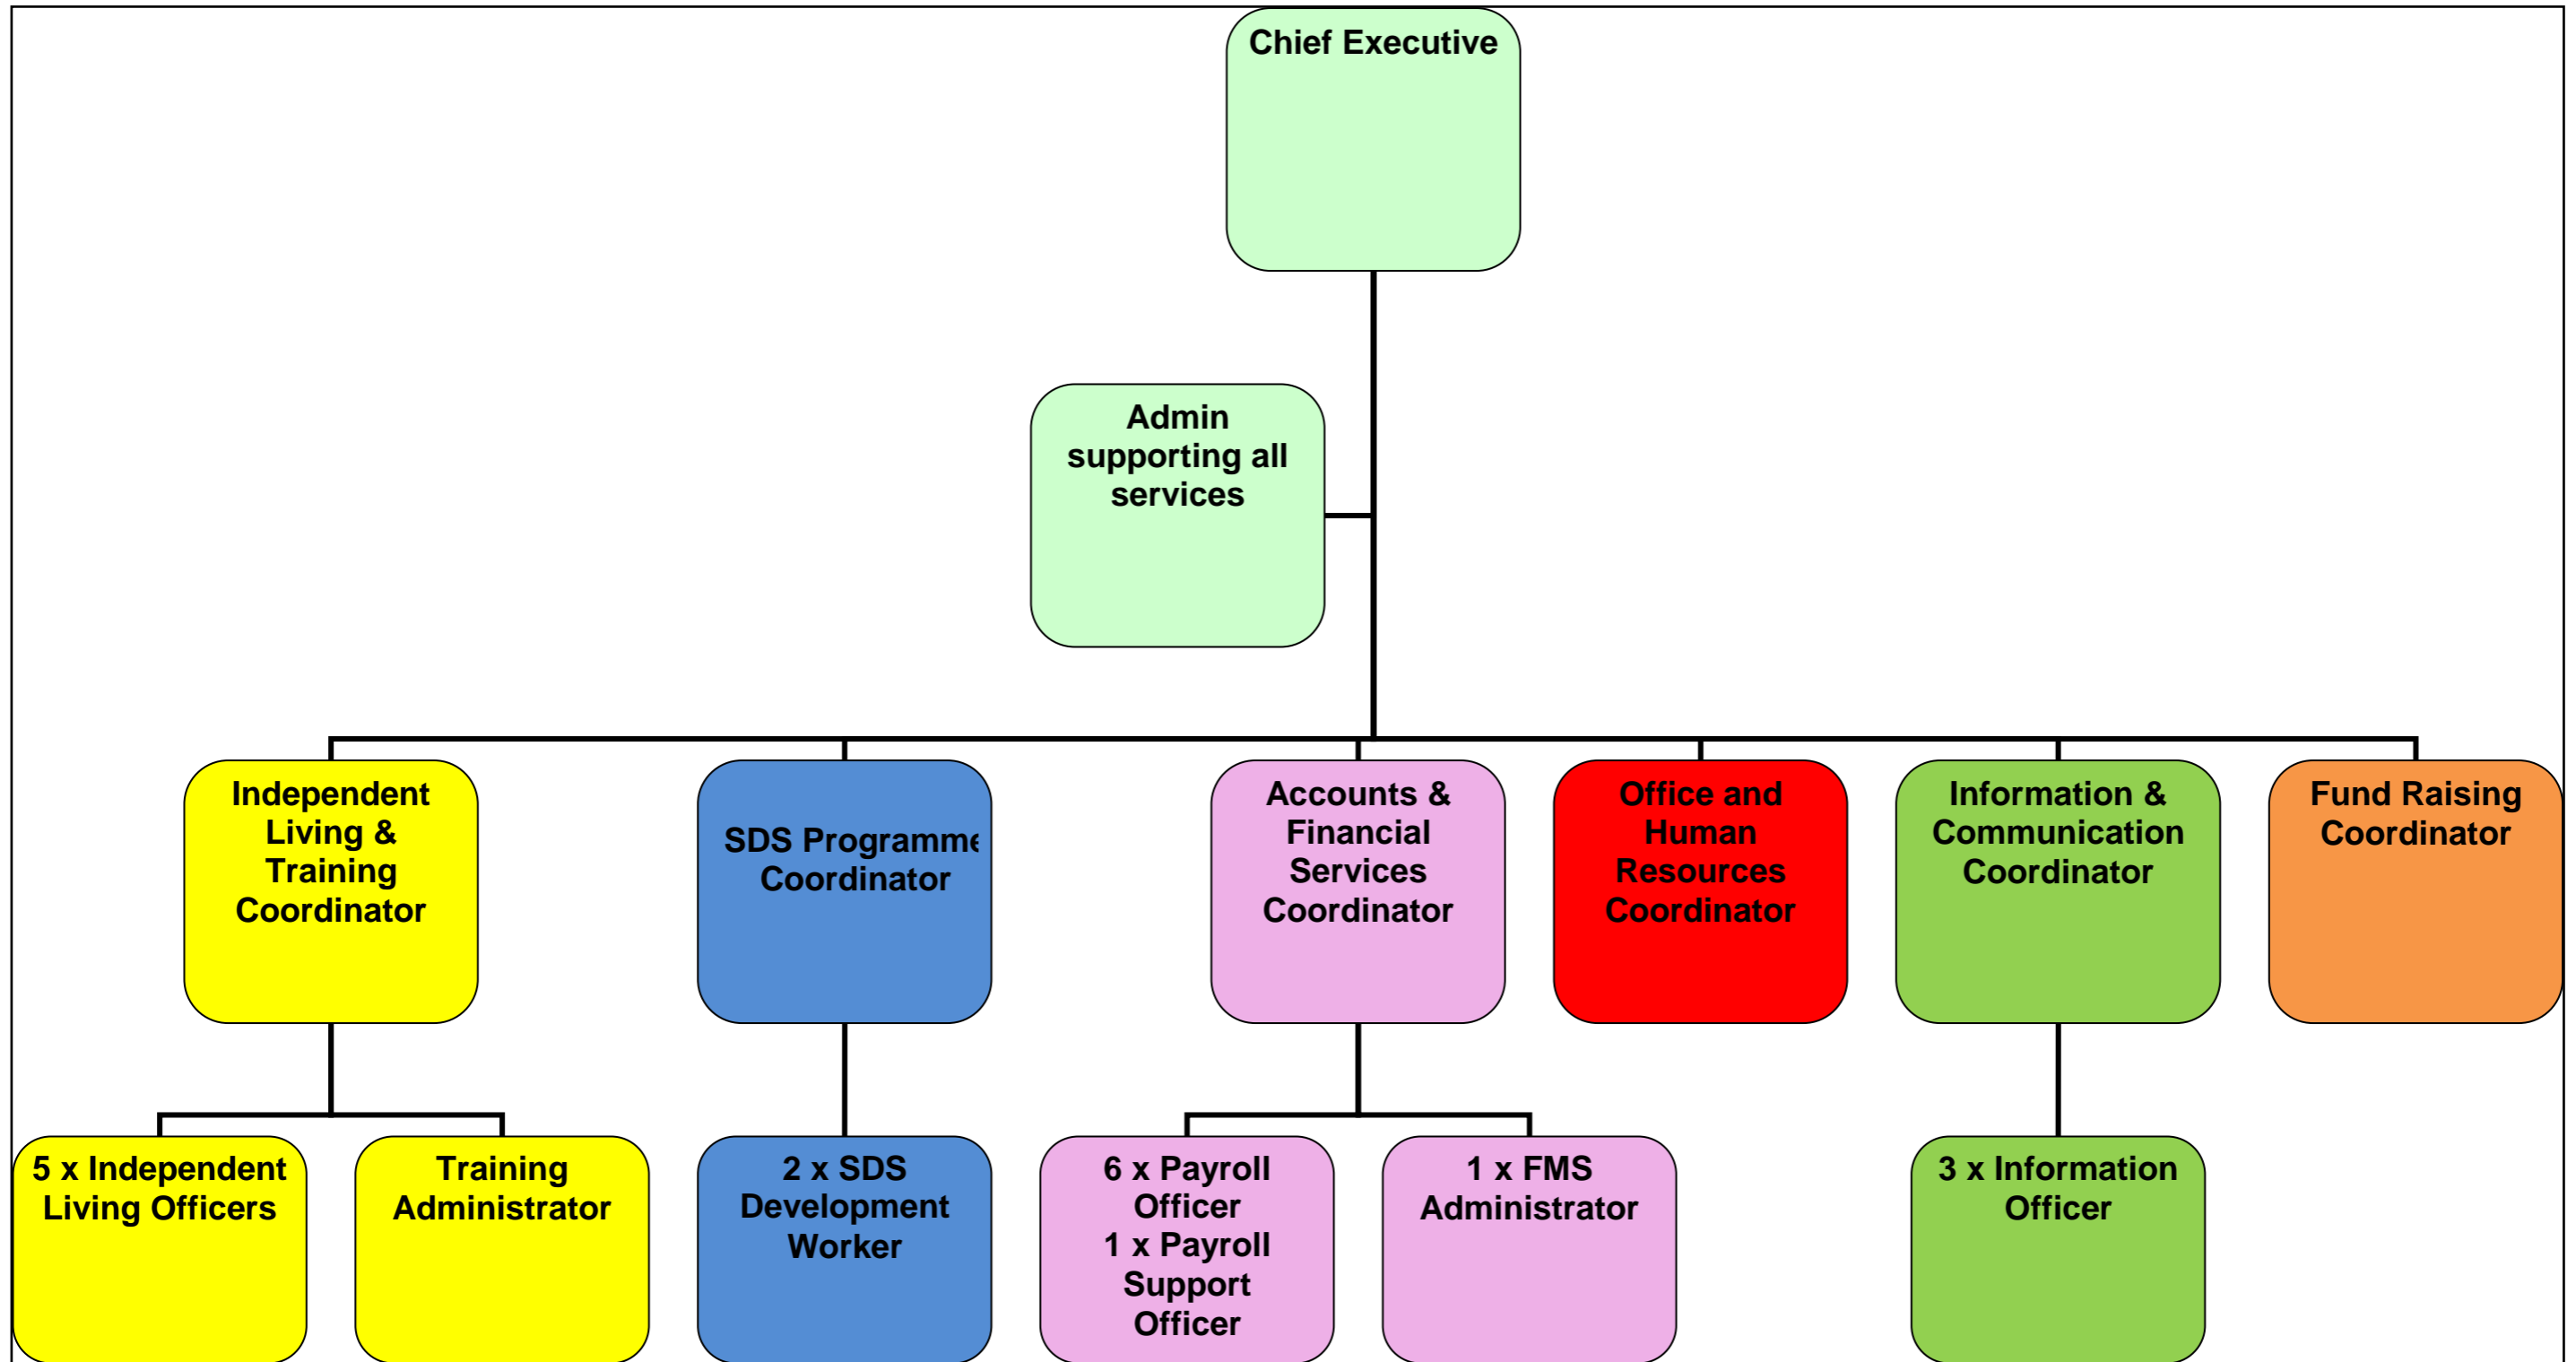 Chief Executive
Admin
supporting all
services
Independent
Living &
Training
Coordinator
SDS Programme
Coordinator
Accounts &
Financial
Services
Coordinator
Office and
Human
Resources
Coordinator
Information &
Communication
Coordinator
Fund Raising
Coordinator
5 x Independent
Living Officers
Training
Administrator
2 x SDS
Development
Worker
6 x Payroll
Officer
1 x Payroll
Support
Officer
1 x FMS
Administrator
3 x Information
Officer